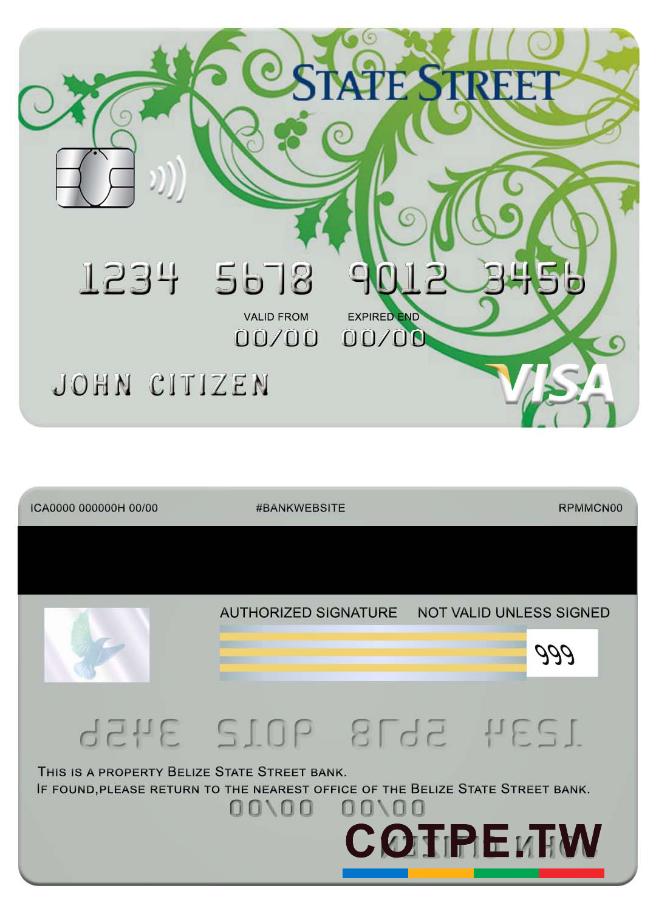 STATE STREET
1234 5678 9012 3456
VALID FROM EXPIRED END
00/00 00/00
JOHN CITIZEN
VISA
ICA0000 000000H 00/00 #BANKWEBSITE RPMMCN00
AUTHORIZED SIGNATURE NOT VALID UNLESS SIGNED
999
1234 5678 9012 3456
THIS IS A PROPERTY BELIZE STATE STREET BANK.
IF FOUND,PLEASE RETURN TO THE NEAREST OFFICE OF THE BELIZE STATE STREET BANK.
00/00 00/00
COTPE.TW
JOHN CITIZEN